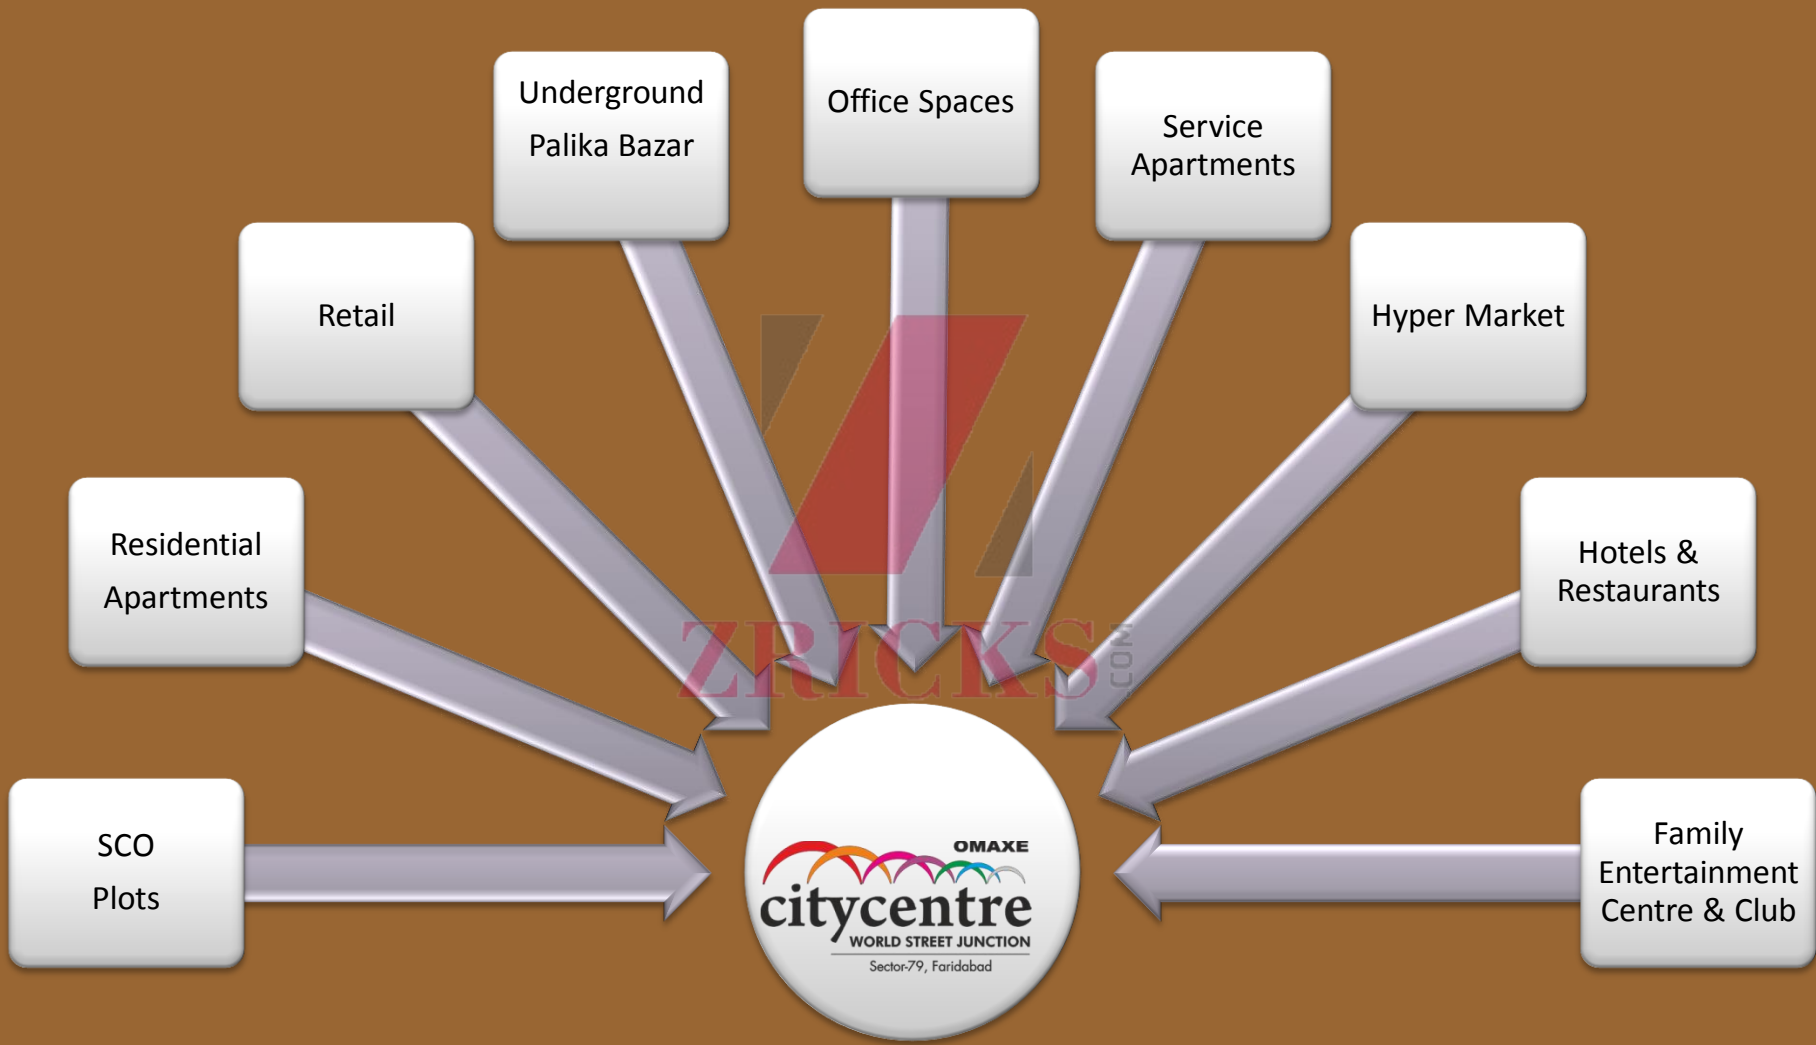 Office Spaces
Underground
Palika Bazar
Service
Apartments
Retail
Hyper Market
Residential
Apartments
Hotels &
Restaurants
SCO
Plots
Family
Entertainment
Centre & Club
ZRICKS.COM
OMAXE
citycentre
WORLD STREET JUNCTION
Sector-79, Faridabad